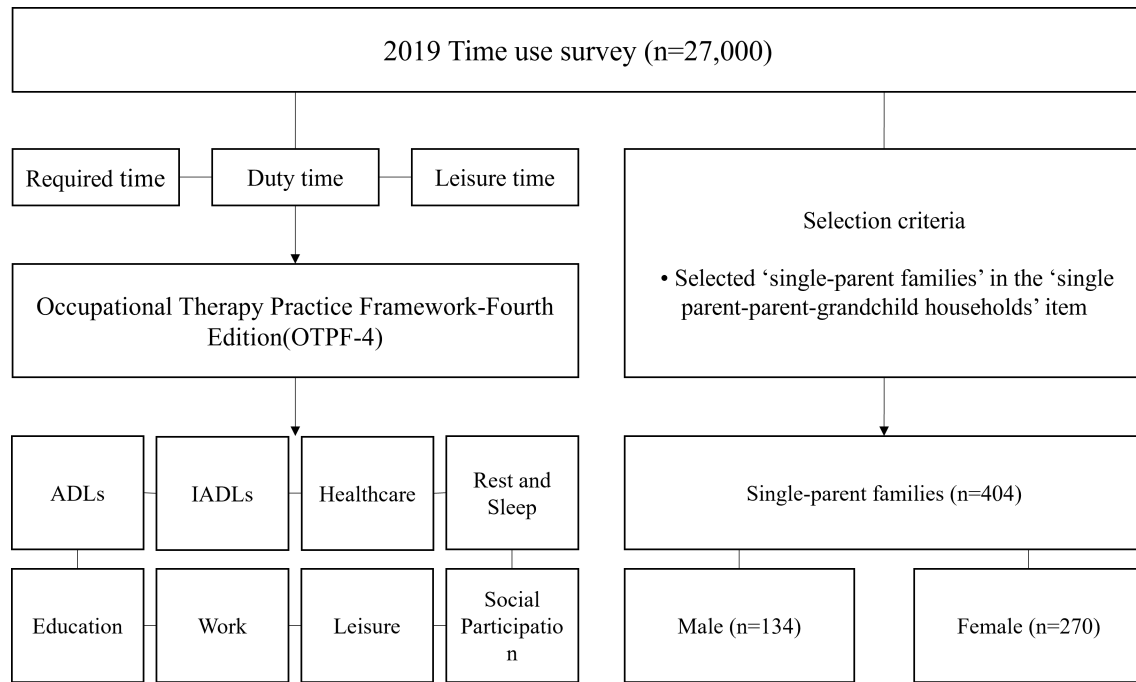 2019 Time use survey (n=27,000)
Required time
Duty time
Leisure time
Occupational Therapy Practice Framework-Fourth
Edition(OTPF-4)
ADLs
IADLs
Healthcare
Rest and
Sleep
Education
Work
Leisure
Social
Participatio
n
Selection criteria
• Selected ‘single-parent families’ in the ‘single
parent-parent-grandchild households’ item
Single-parent families (n=404)
Male (n=134)
Female (n=270)